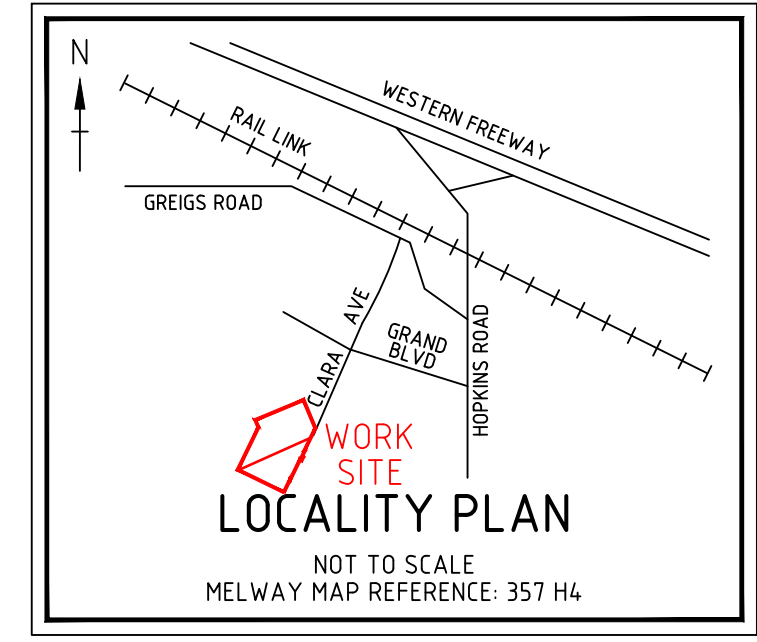 N
WESTERN FREEWAY
RAIL LINK
GREIGS ROAD
CLARA AVE
GRAND
BLVD
HOPKINS ROAD
WORK
SITE
LOCALITY PLAN
NOT TO SCALE
MELWAY MAP REFERENCE: 357 H4